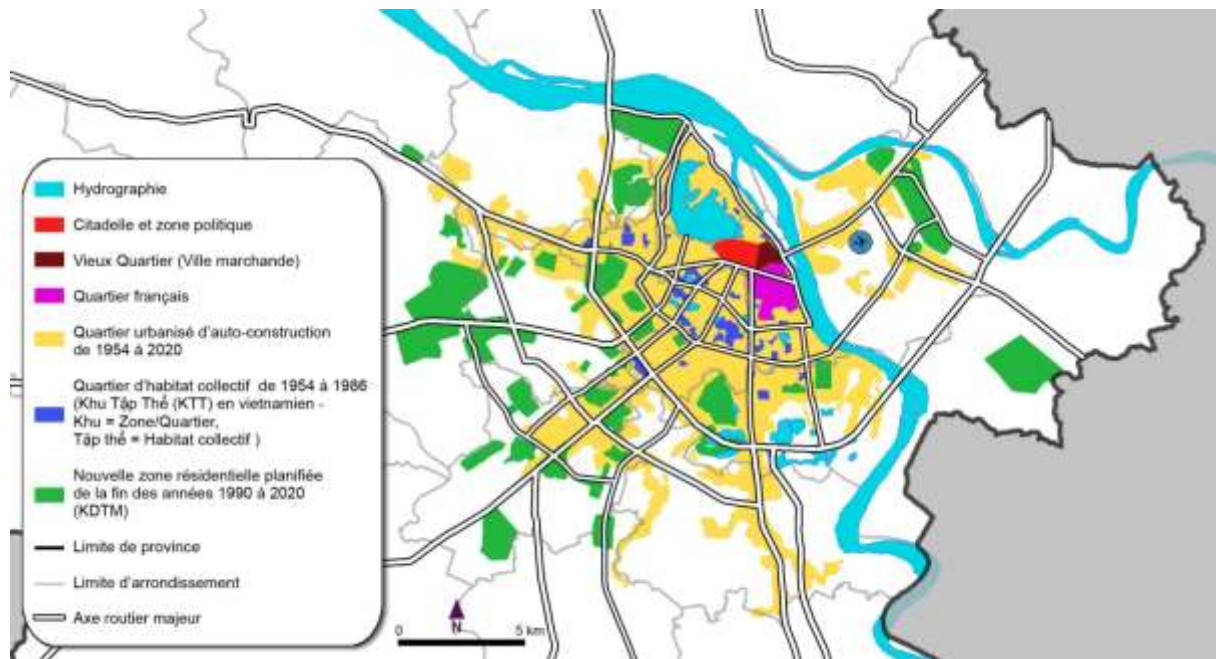 Hydrographie
Citadelle et zone politique
Vieux Quartier (Ville marchande)
Quartier français
Quartier urbanisé d'auto-construction
de 1954 à 2020
Quartier d'habitat collectif de 1954 à 1986
(Khu Tập Thể (KTT) en vietnamien -
Khu = Zone/Quartier,
Tập thể = Habitat collectif )
Nouvelle zone résidentielle planifiée
de la fin des années 1990 à 2020
(KDTM)
Limite de province
Limite d'arrondissement
Axe routier majeur
N
0 5 km